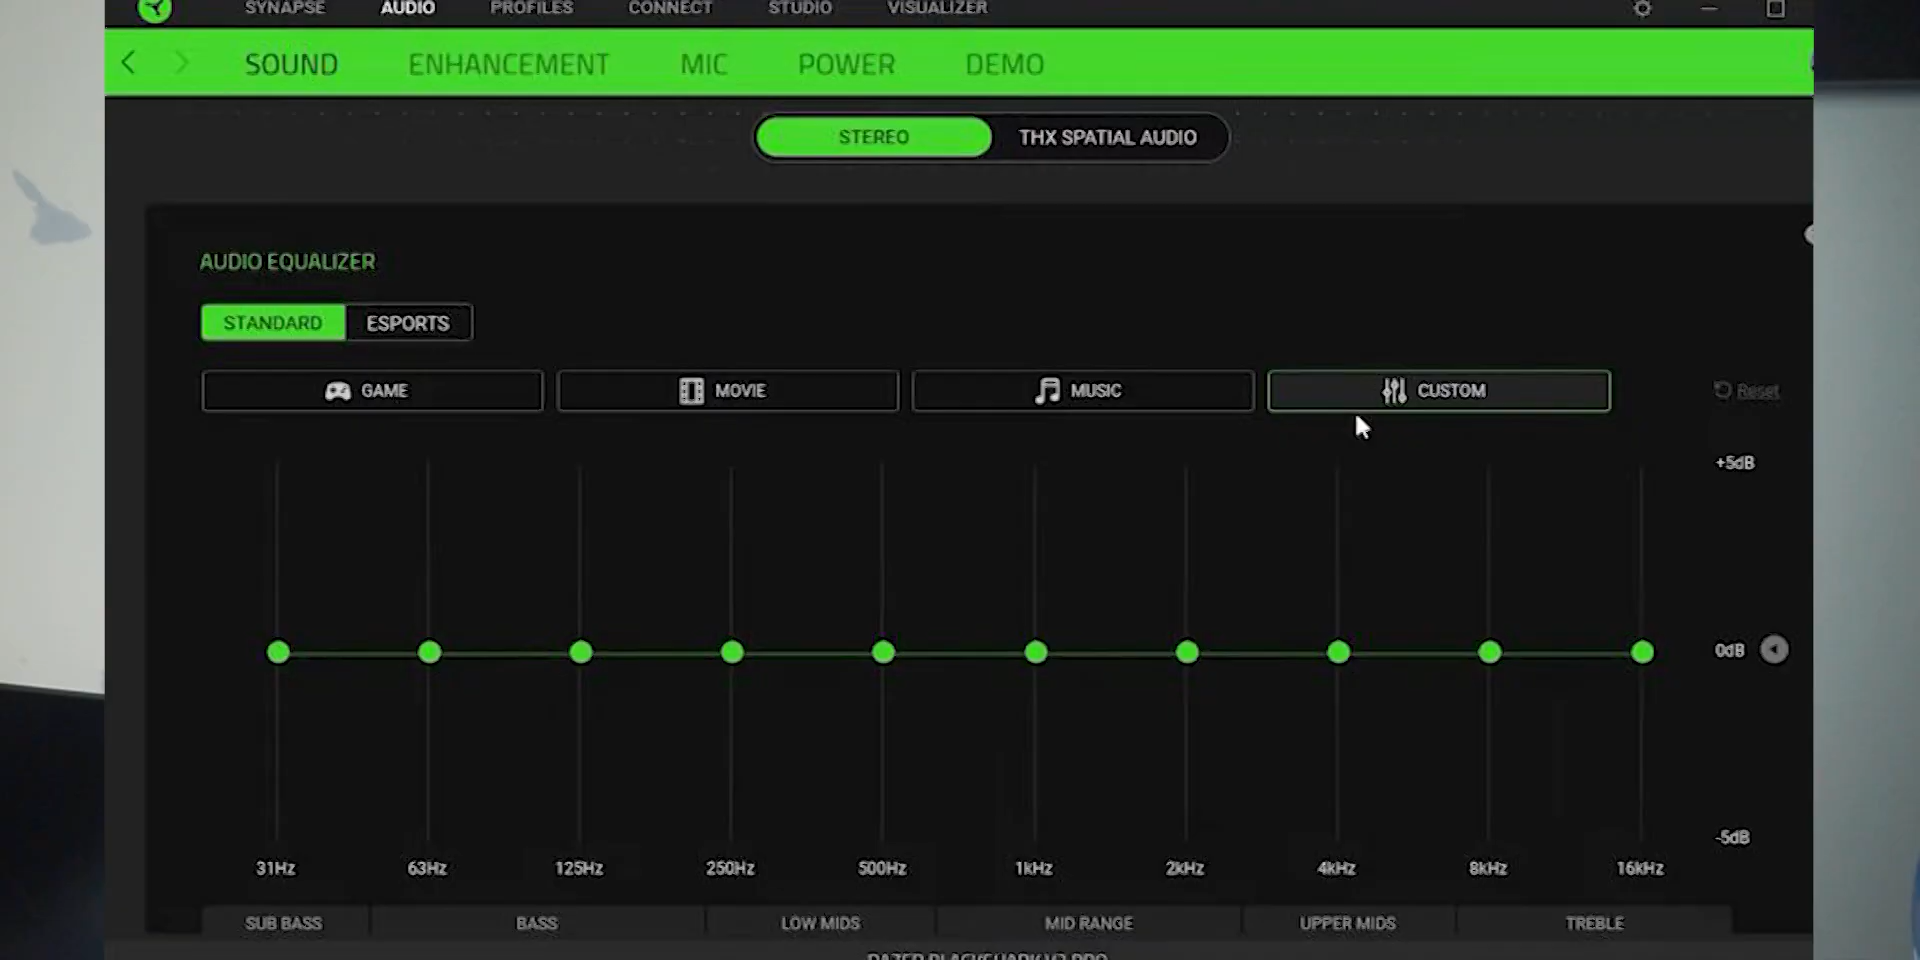 SYNAPSE AUDIO PROFILES CONNECT STUDIO VISUALIZER
SOUND ENHANCEMENT MIC POWER DEMO
STEREO THX SPATIAL AUDIO
AUDIO EQUALIZER
STANDARD ESPORTS
GAME MOVIE MUSIC CUSTOM Reset
+5dB
0dB
-5dB
31Hz 63Hz 125Hz 250Hz 500Hz 1kHz 2kHz 4kHz 8kHz 16kHz
SUB BASS BASS LOW MIDS MID RANGE UPPER MIDS TREBLE